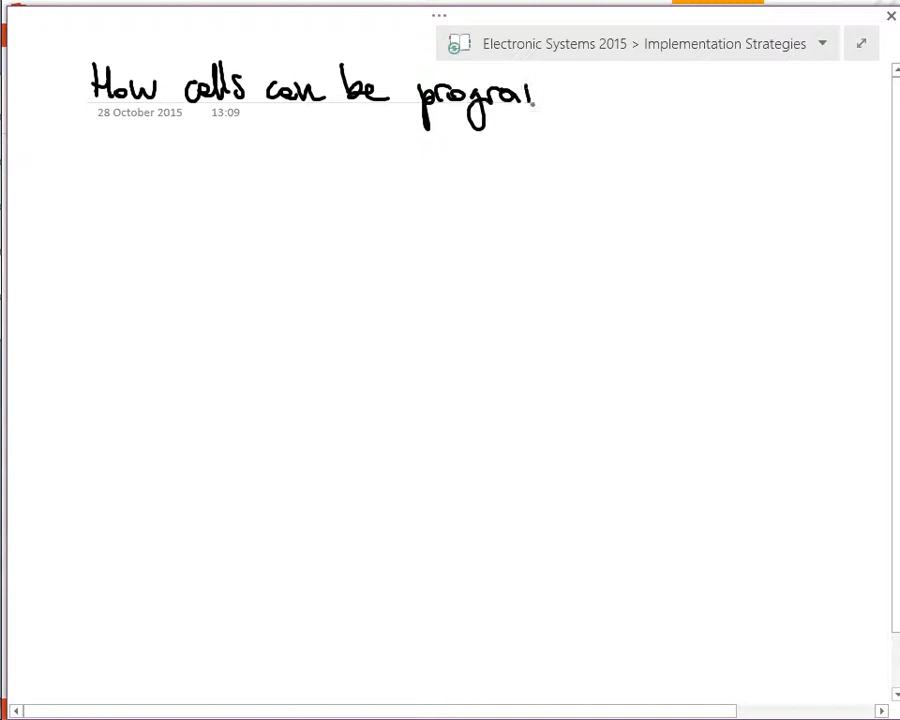 Electronic Systems 2015 > Implementation Strategies
How cells can be progra
28 October 2015 13:09